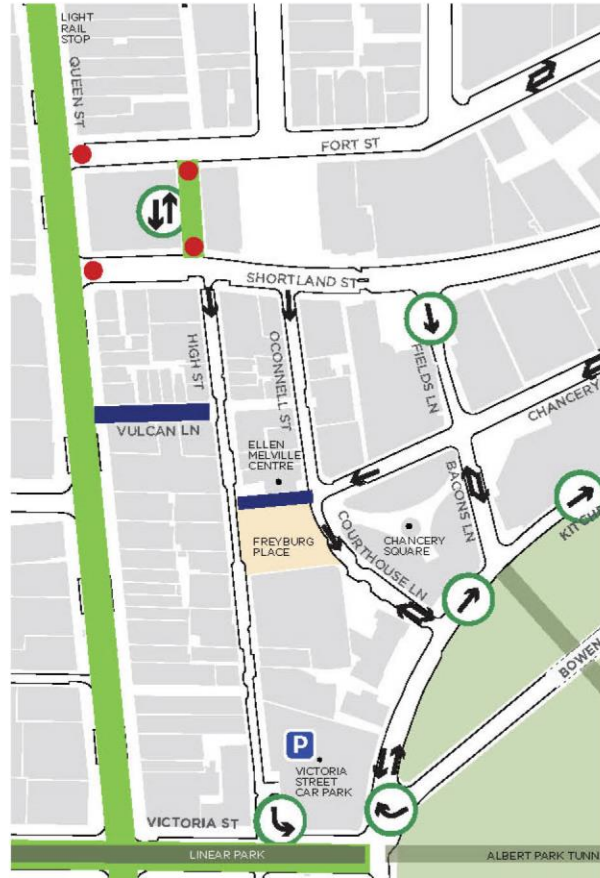 LIGHT
RAIL
STOP
QUEEN ST
FORT ST
SHORTLAND ST
HIGH ST
OCONNELL ST
FIELDS LN
CHANCERY
VULCAN LN
ELLEN
MELVILLE
CENTRE
BACONS LN
FREYBURG
PLACE
COURTHOUSE LN
CHANCERY
SQUARE
KITCHE
BOWEN
P
VICTORIA
STREET
CAR PARK
VICTORIA ST
LINEAR PARK
ALBERT PARK TUNN